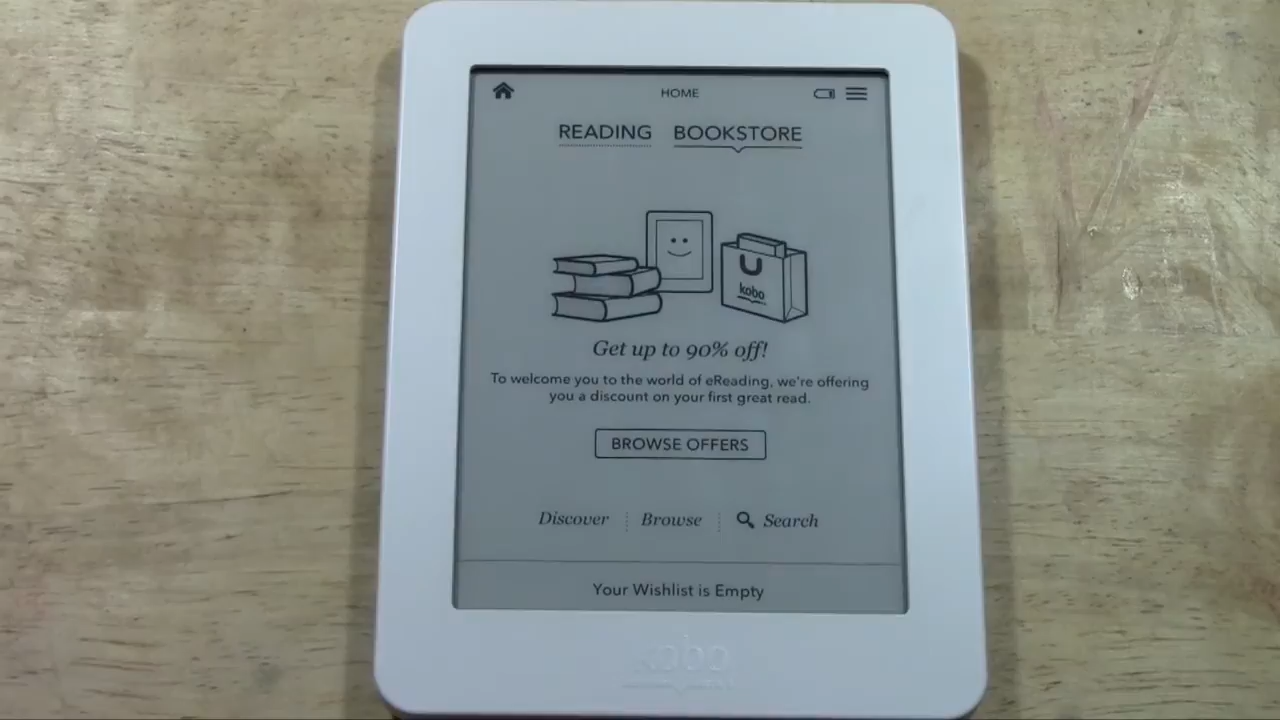 HOME
READING BOOKSTORE
kobo
Get up to 90% off!
To welcome you to the world of eReading, we're offering
you a discount on your first great read.
BROWSE OFFERS
Discover Browse Search
Your Wishlist is Empty
kobo